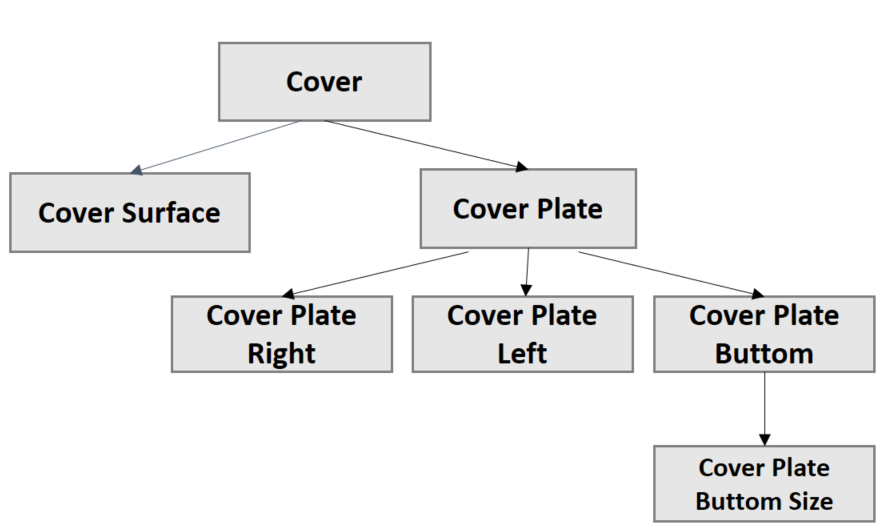 Cover
Cover Surface
Cover Plate
Cover Plate
Right
Cover Plate
Left
Cover Plate
Buttom
Cover Plate
Buttom Size